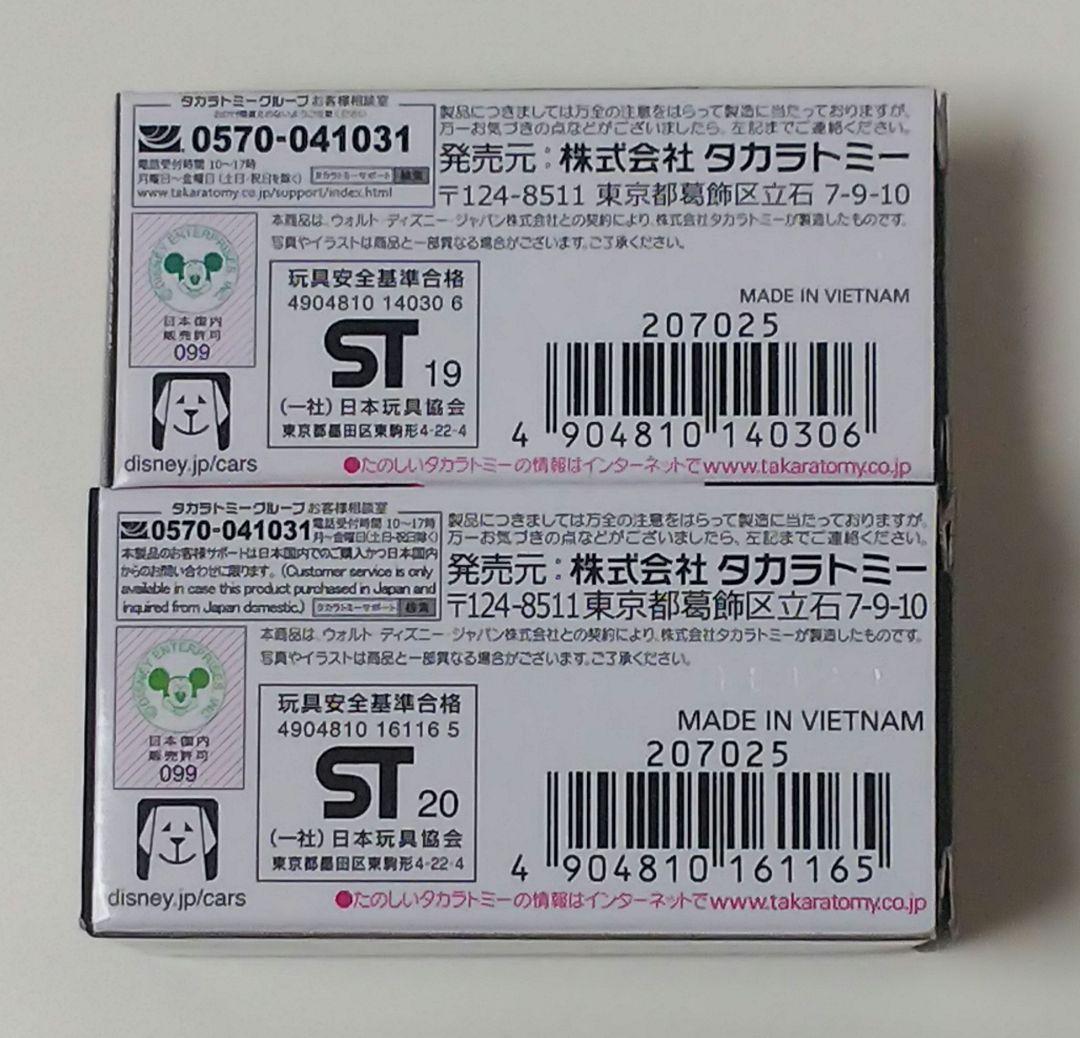 タカラトミーグループ お客様相談室
0570-041031
電話受付時間 10〜17時
月曜日〜金曜日(土日・祝日を除く)
タカラトミーサポート 検索
www.takaratomy.co.jp/support/index.html
製品につきましては万全の注意をはらって製造に当たっておりますが、
万一お気づきの点などがございましたら、左記までご連絡ください。
発売元:株式会社 タカラトミー
〒124-8511 東京都葛飾区立石 7-9-10
本商品は、ウォルト・ディズニー・ジャパン株式会社との契約により、株式会社タカラトミーが製造したものです。
写真やイラストは商品と一部異なる場合がございます。ご了承ください。
©DISNEY ENTERPRISES, INC.
日本国内
販売許可
099
玩具安全基準合格
4904810 14030 6
ST 19
(一社)日本玩具協会
東京都墨田区東駒形4-22-4
MADE IN VIETNAM
207025
4 904810 140306
disney.jp/cars
●たのしいタカラトミーの情報はインターネットでwww.takaratomy.co.jp
タカラトミーグループ お客様相談室
0570-041031 電話受付時間 10〜17時
月〜金曜日(土日・祝日除く)
本製品のお客様サポートは日本国内でのご購入かつ日本国内
からのお問い合わせに限ります。(Customer service is only
available in case this product purchased in Japan and
inquired from Japan domestic.) タカラトミーサポート 検索
製品につきましては万全の注意をはらって製造に当たっておりますが、
万一お気づきの点などがございましたら、左記までご連絡ください。
発売元:株式会社 タカラトミー
〒124-8511 東京都葛飾区立石 7-9-10
本商品は、ウォルト・ディズニー・ジャパン株式会社との契約により、株式会社タカラトミーが製造したものです。
写真やイラストは商品と一部異なる場合がございます。ご了承ください。
©DISNEY ENTERPRISES, INC.
日本国内
販売許可
099
玩具安全基準合格
4904810 16116 5
ST 20
(一社)日本玩具協会
東京都墨田区東駒形4-22-4
MADE IN VIETNAM
207025
4 904810 161165
disney.jp/cars
●たのしいタカラトミーの情報はインターネットでwww.takaratomy.co.jp